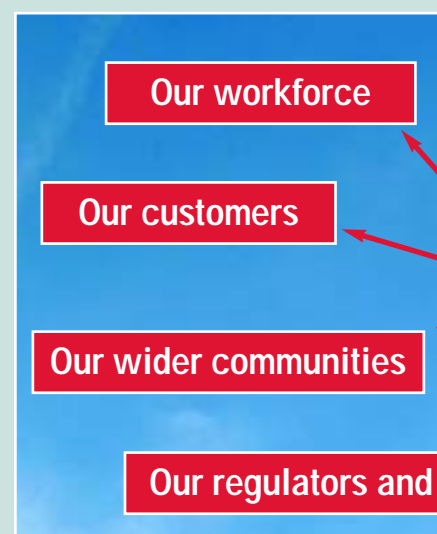 Our workforce
Our customers
Our wider communities
Our regulators and